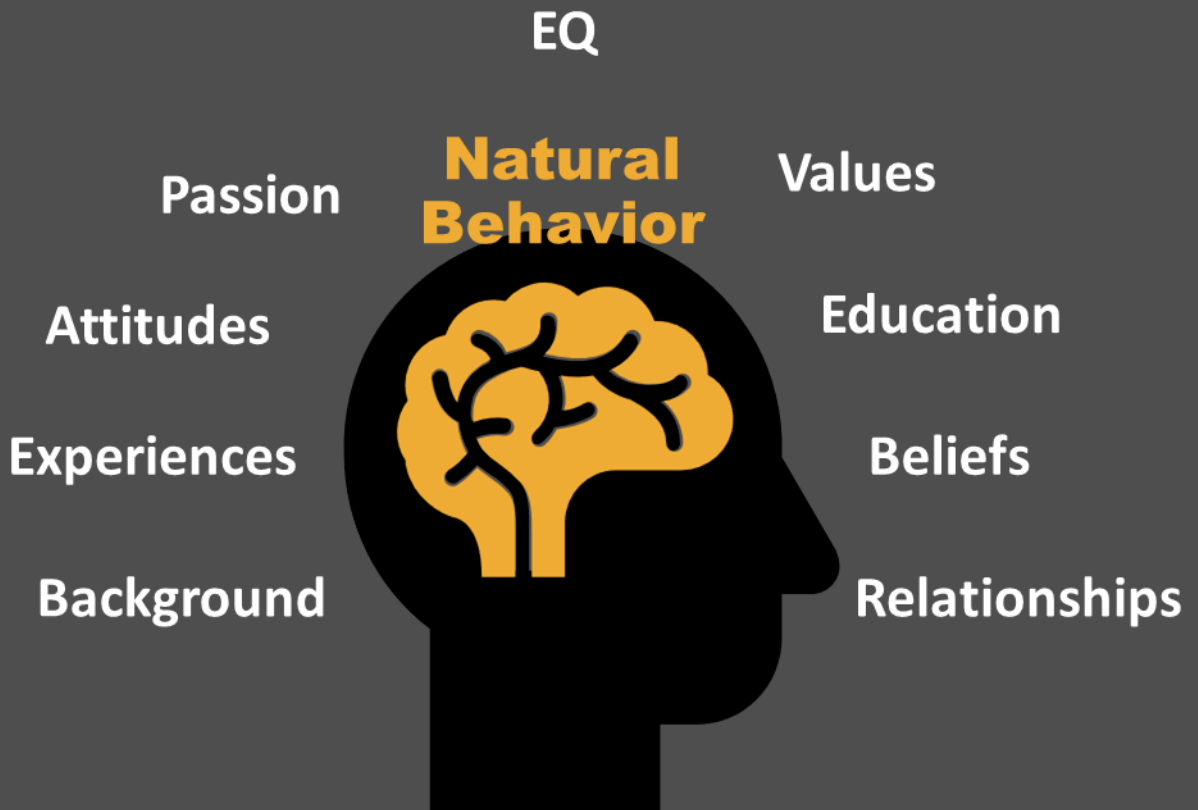 EQ
Natural
Behavior
Passion
Values
Attitudes
Education
Experiences
Beliefs
Background
Relationships